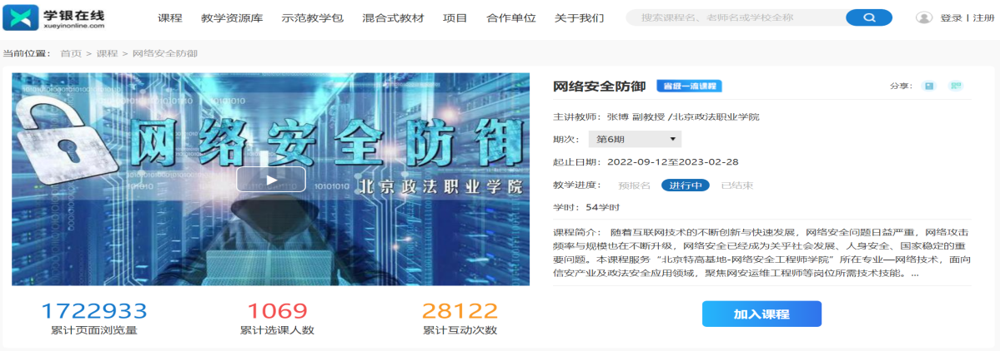 学银在线
xueyinonline.com
课程 教学资源库 示范教学包 混合式教材 项目 合作单位 关于我们 搜索课程名、老师名或学校全称 登录 | 注册
当前位置： 首页 > 课程 > 网络安全防御
网络安全防御
北京政法职业学院
10101010
1722933 1069 28122
累计页面浏览量 累计选课人数 累计互动次数
网络安全防御 省级一流课程 分享：
主讲教师：张博 副教授 /北京政法职业学院
期次： 第6期
起止日期：2022-09-12至2023-02-28
教学进度： 预报名 进行中 已结束
学时：54学时
课程简介： 随着互联网技术的不断创新与快速发展，网络安全问题日益严重，网络攻击
频率与规模也在不断升级，网络安全已经成为关乎社会发展、人身安全、国家稳定的重
要问题。本课程服务“北京特高基地-网络安全工程师学院”所在专业—网络技术，面向
信安产业及政法安全应用领域，聚焦网安运维工程师等岗位所需技术技能。...
加入课程